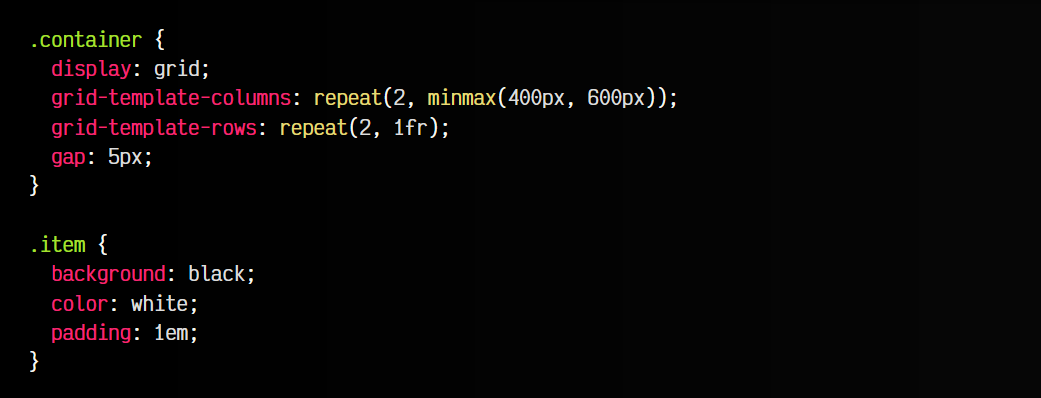 .container {
  display: grid;
  grid-template-columns: repeat(2, minmax(400px, 600px));
  grid-template-rows: repeat(2, 1fr);
  gap: 5px;
}

.item {
  background: black;
  color: white;
  padding: 1em;
}